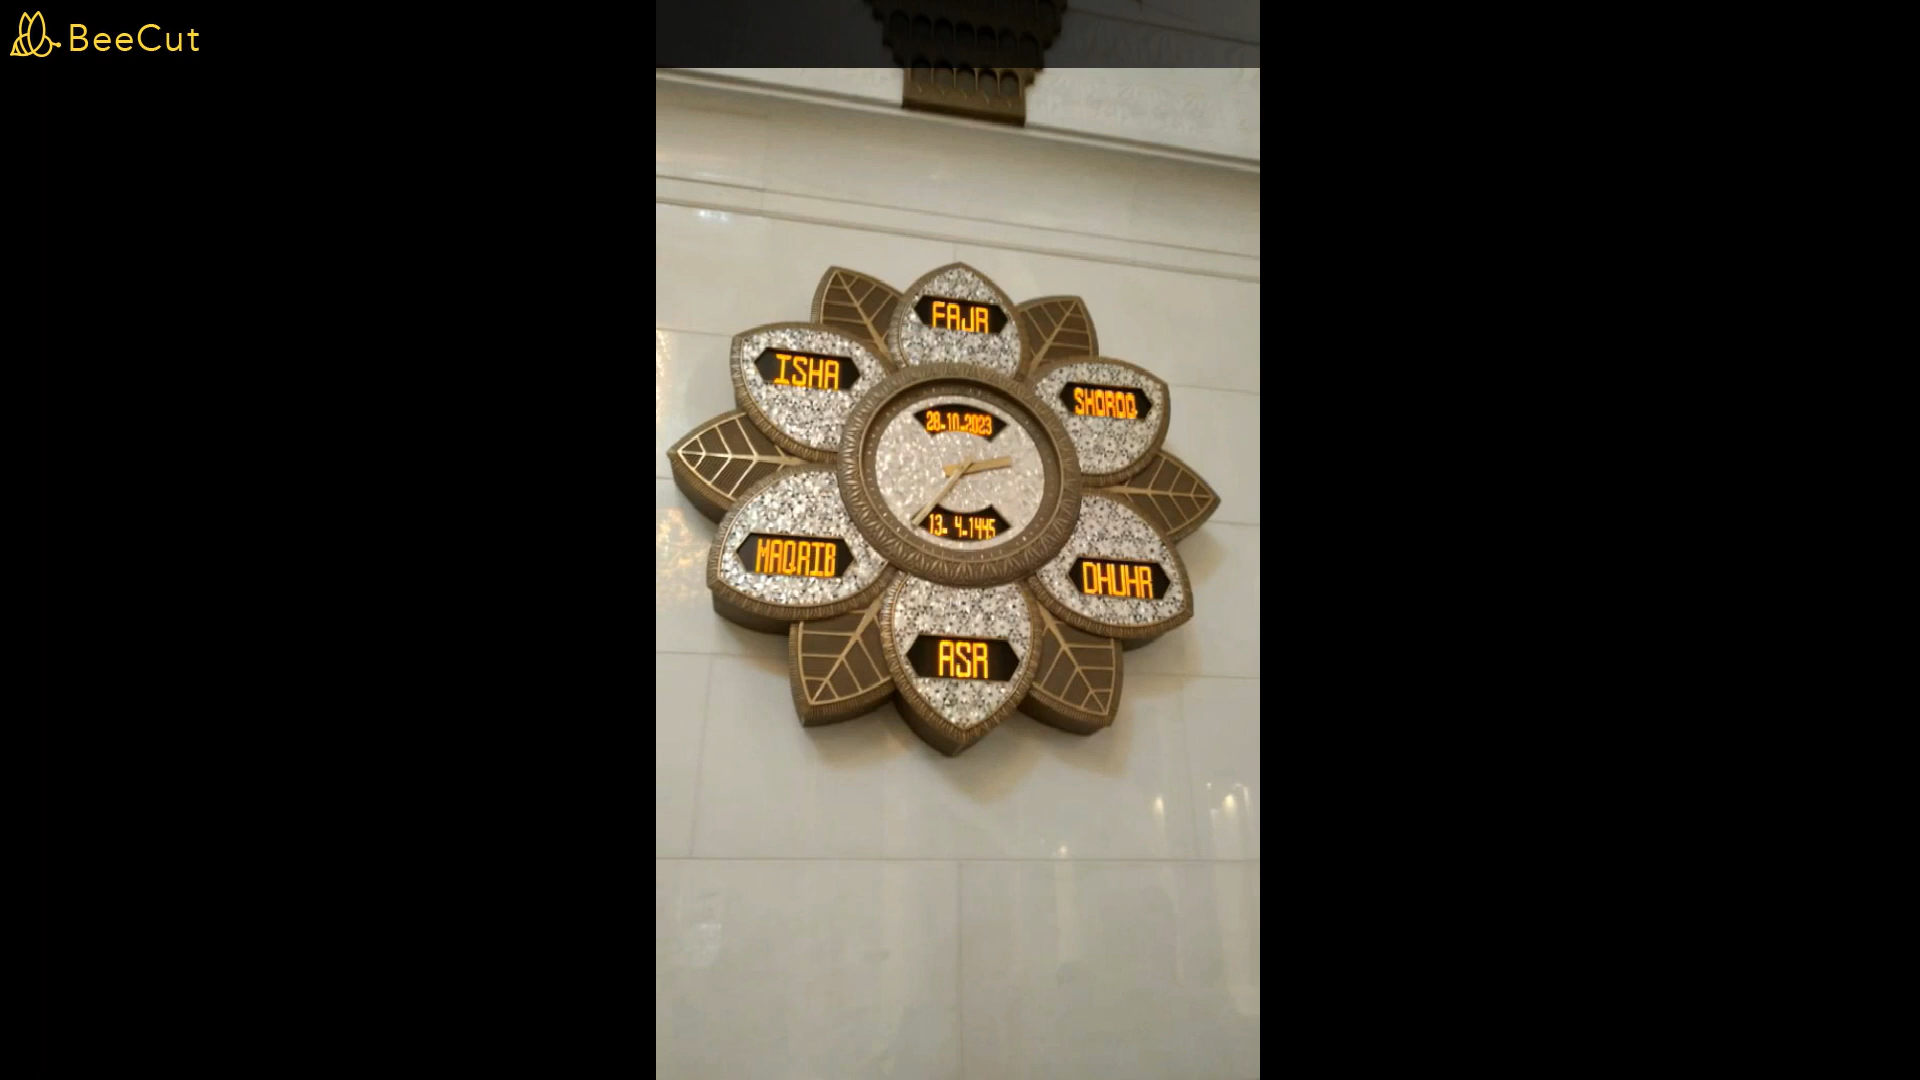 BeeCut
FAJR
ISHA
SHOROQ
28.10.2023
13. 4.1445
MAQRIB
DHUHR
ASR